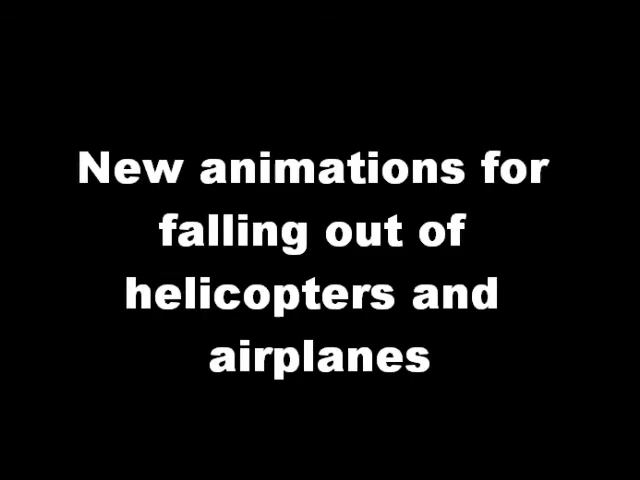 New animations for
falling out of
helicopters and
airplanes